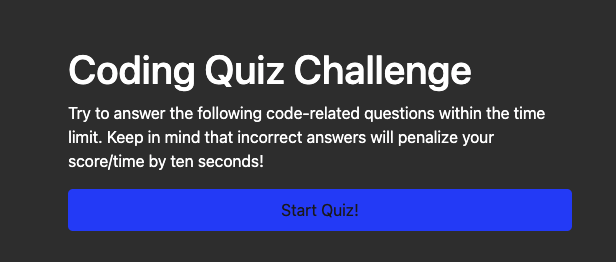 Coding Quiz Challenge
Try to answer the following code-related questions within the time
limit. Keep in mind that incorrect answers will penalize your
score/time by ten seconds!
Start Quiz!